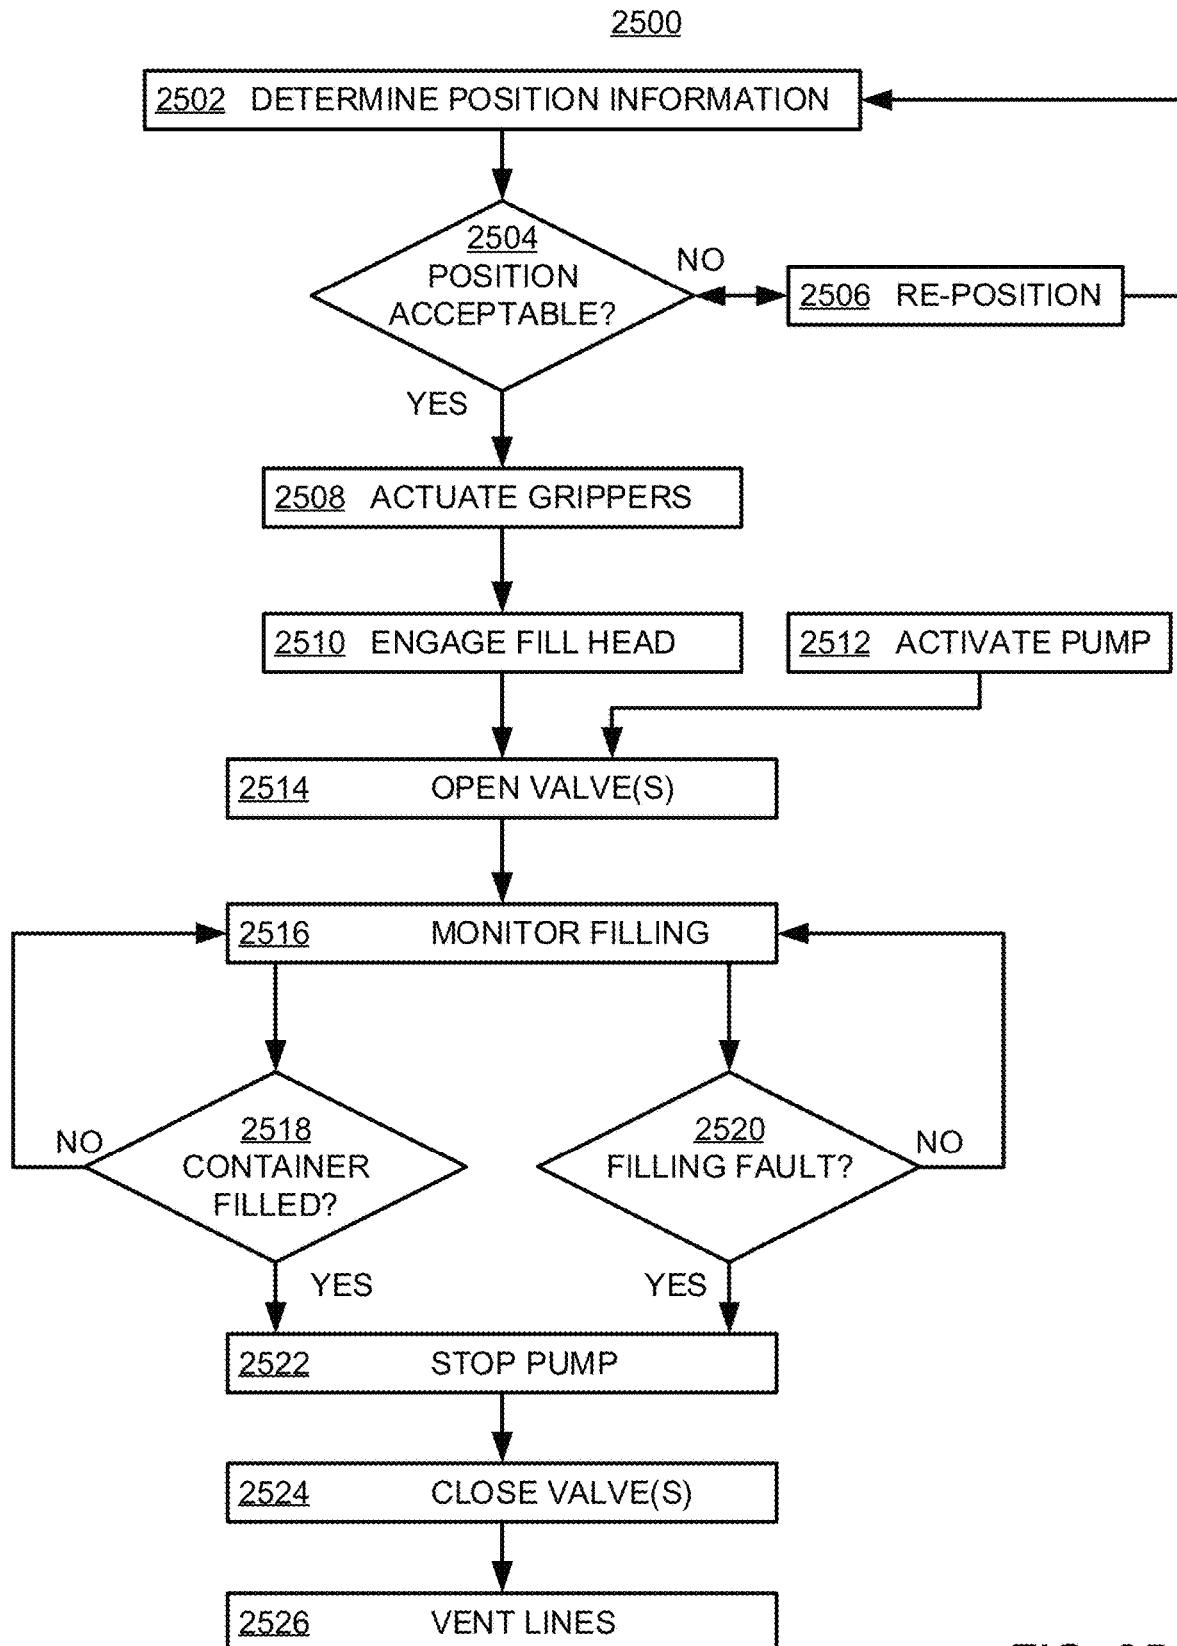 2500
2502 DETERMINE POSITION INFORMATION
2504
POSITION
ACCEPTABLE?
NO
2506 RE-POSITION
YES
2508 ACTUATE GRIPPERS
2510 ENGAGE FILL HEAD
2512 ACTIVATE PUMP
2514 OPEN VALVE(S)
2516 MONITOR FILLING
2518
CONTAINER
FILLED?
NO
2520
FILLING FAULT?
NO
YES
YES
2522 STOP PUMP
2524 CLOSE VALVE(S)
2526 VENT LINES